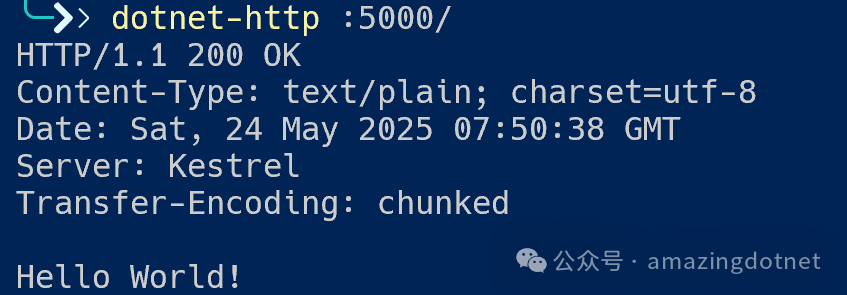 ❯ dotnet-http :5000/
HTTP/1.1 200 OK
Content-Type: text/plain; charset=utf-8
Date: Sat, 24 May 2025 07:50:38 GMT
Server: Kestrel
Transfer-Encoding: chunked
公众号 · amazingdotnet
Hello World!